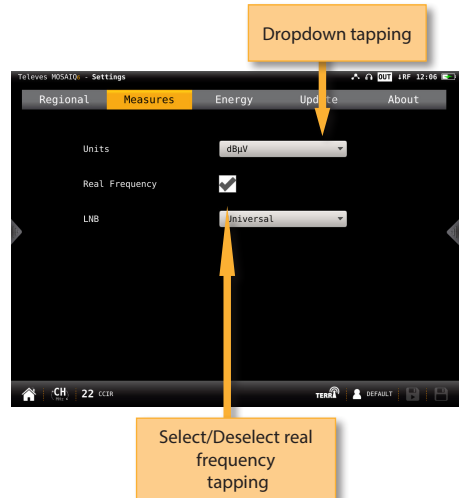 Dropdown tapping
Televes MOSAIQ6 - Settings OUT ↓RF 12:06
Regional Measures Energy Update About
Units dBµV
Real Frequency
LNB Universal
CH 22 CCIR TERR DEFAULT
Select/Deselect real
frequency
tapping